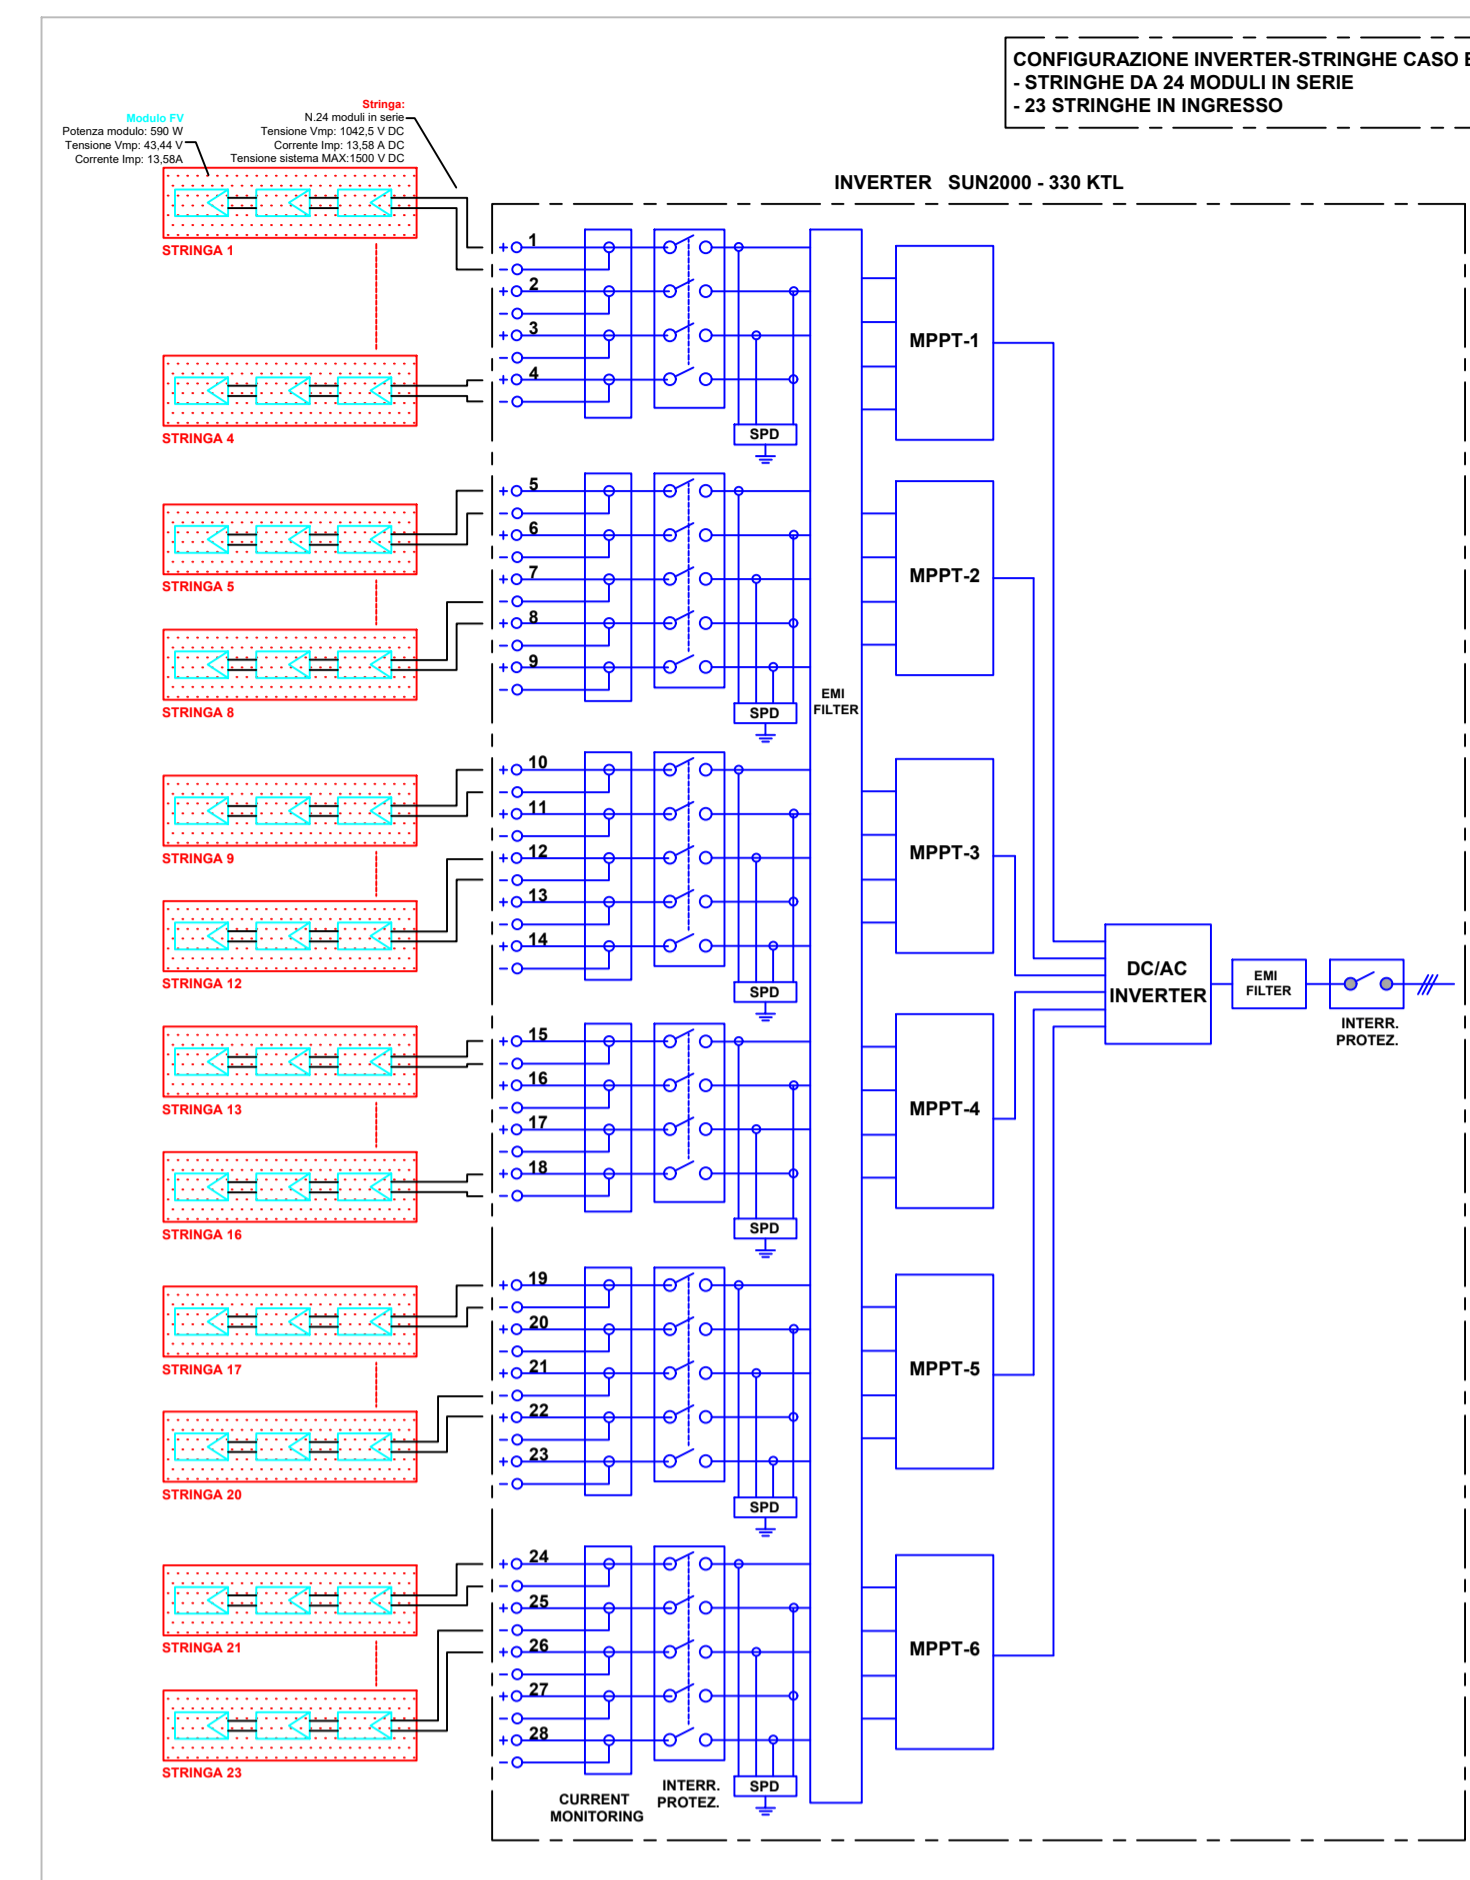 CONFIGURAZIONE INVERTER-STRINGHE CASO
- STRINGHE DA 24 MODULI IN SERIE
- 23 STRINGHE IN INGRESSO
Modulo FV
Potenza modulo: 590 W
Tensione Vmp: 43,44 V
Corrente Imp: 13,58A
Stringa:
N.24 moduli in serie
Tensione Vmp: 1042,5 V DC
Corrente Imp: 13,58 A DC
Tensione sistema MAX:1500 V DC
INVERTER SUN2000 - 330 KTL
STRINGA 1
STRINGA 4
STRINGA 5
STRINGA 8
STRINGA 9
STRINGA 12
STRINGA 13
STRINGA 16
STRINGA 17
STRINGA 20
STRINGA 21
STRINGA 23
+ 1
-
+ 2
-
+ 3
-
+ 4
-
SPD
+ 5
-
+ 6
-
+ 7
-
+ 8
-
+ 9
-
SPD
+ 10
-
+ 11
-
+ 12
-
+ 13
-
+ 14
-
SPD
+ 15
-
+ 16
-
+ 17
-
+ 18
-
SPD
+ 19
-
+ 20
-
+ 21
-
+ 22
-
+ 23
-
SPD
+ 24
-
+ 25
-
+ 26
-
+ 27
-
+ 28
-
SPD
CURRENT
MONITORING
INTERR.
PROTEZ.
EMI
FILTER
MPPT-1
MPPT-2
MPPT-3
MPPT-4
MPPT-5
MPPT-6
DC/AC
INVERTER
EMI
FILTER
INTERR.
PROTEZ.